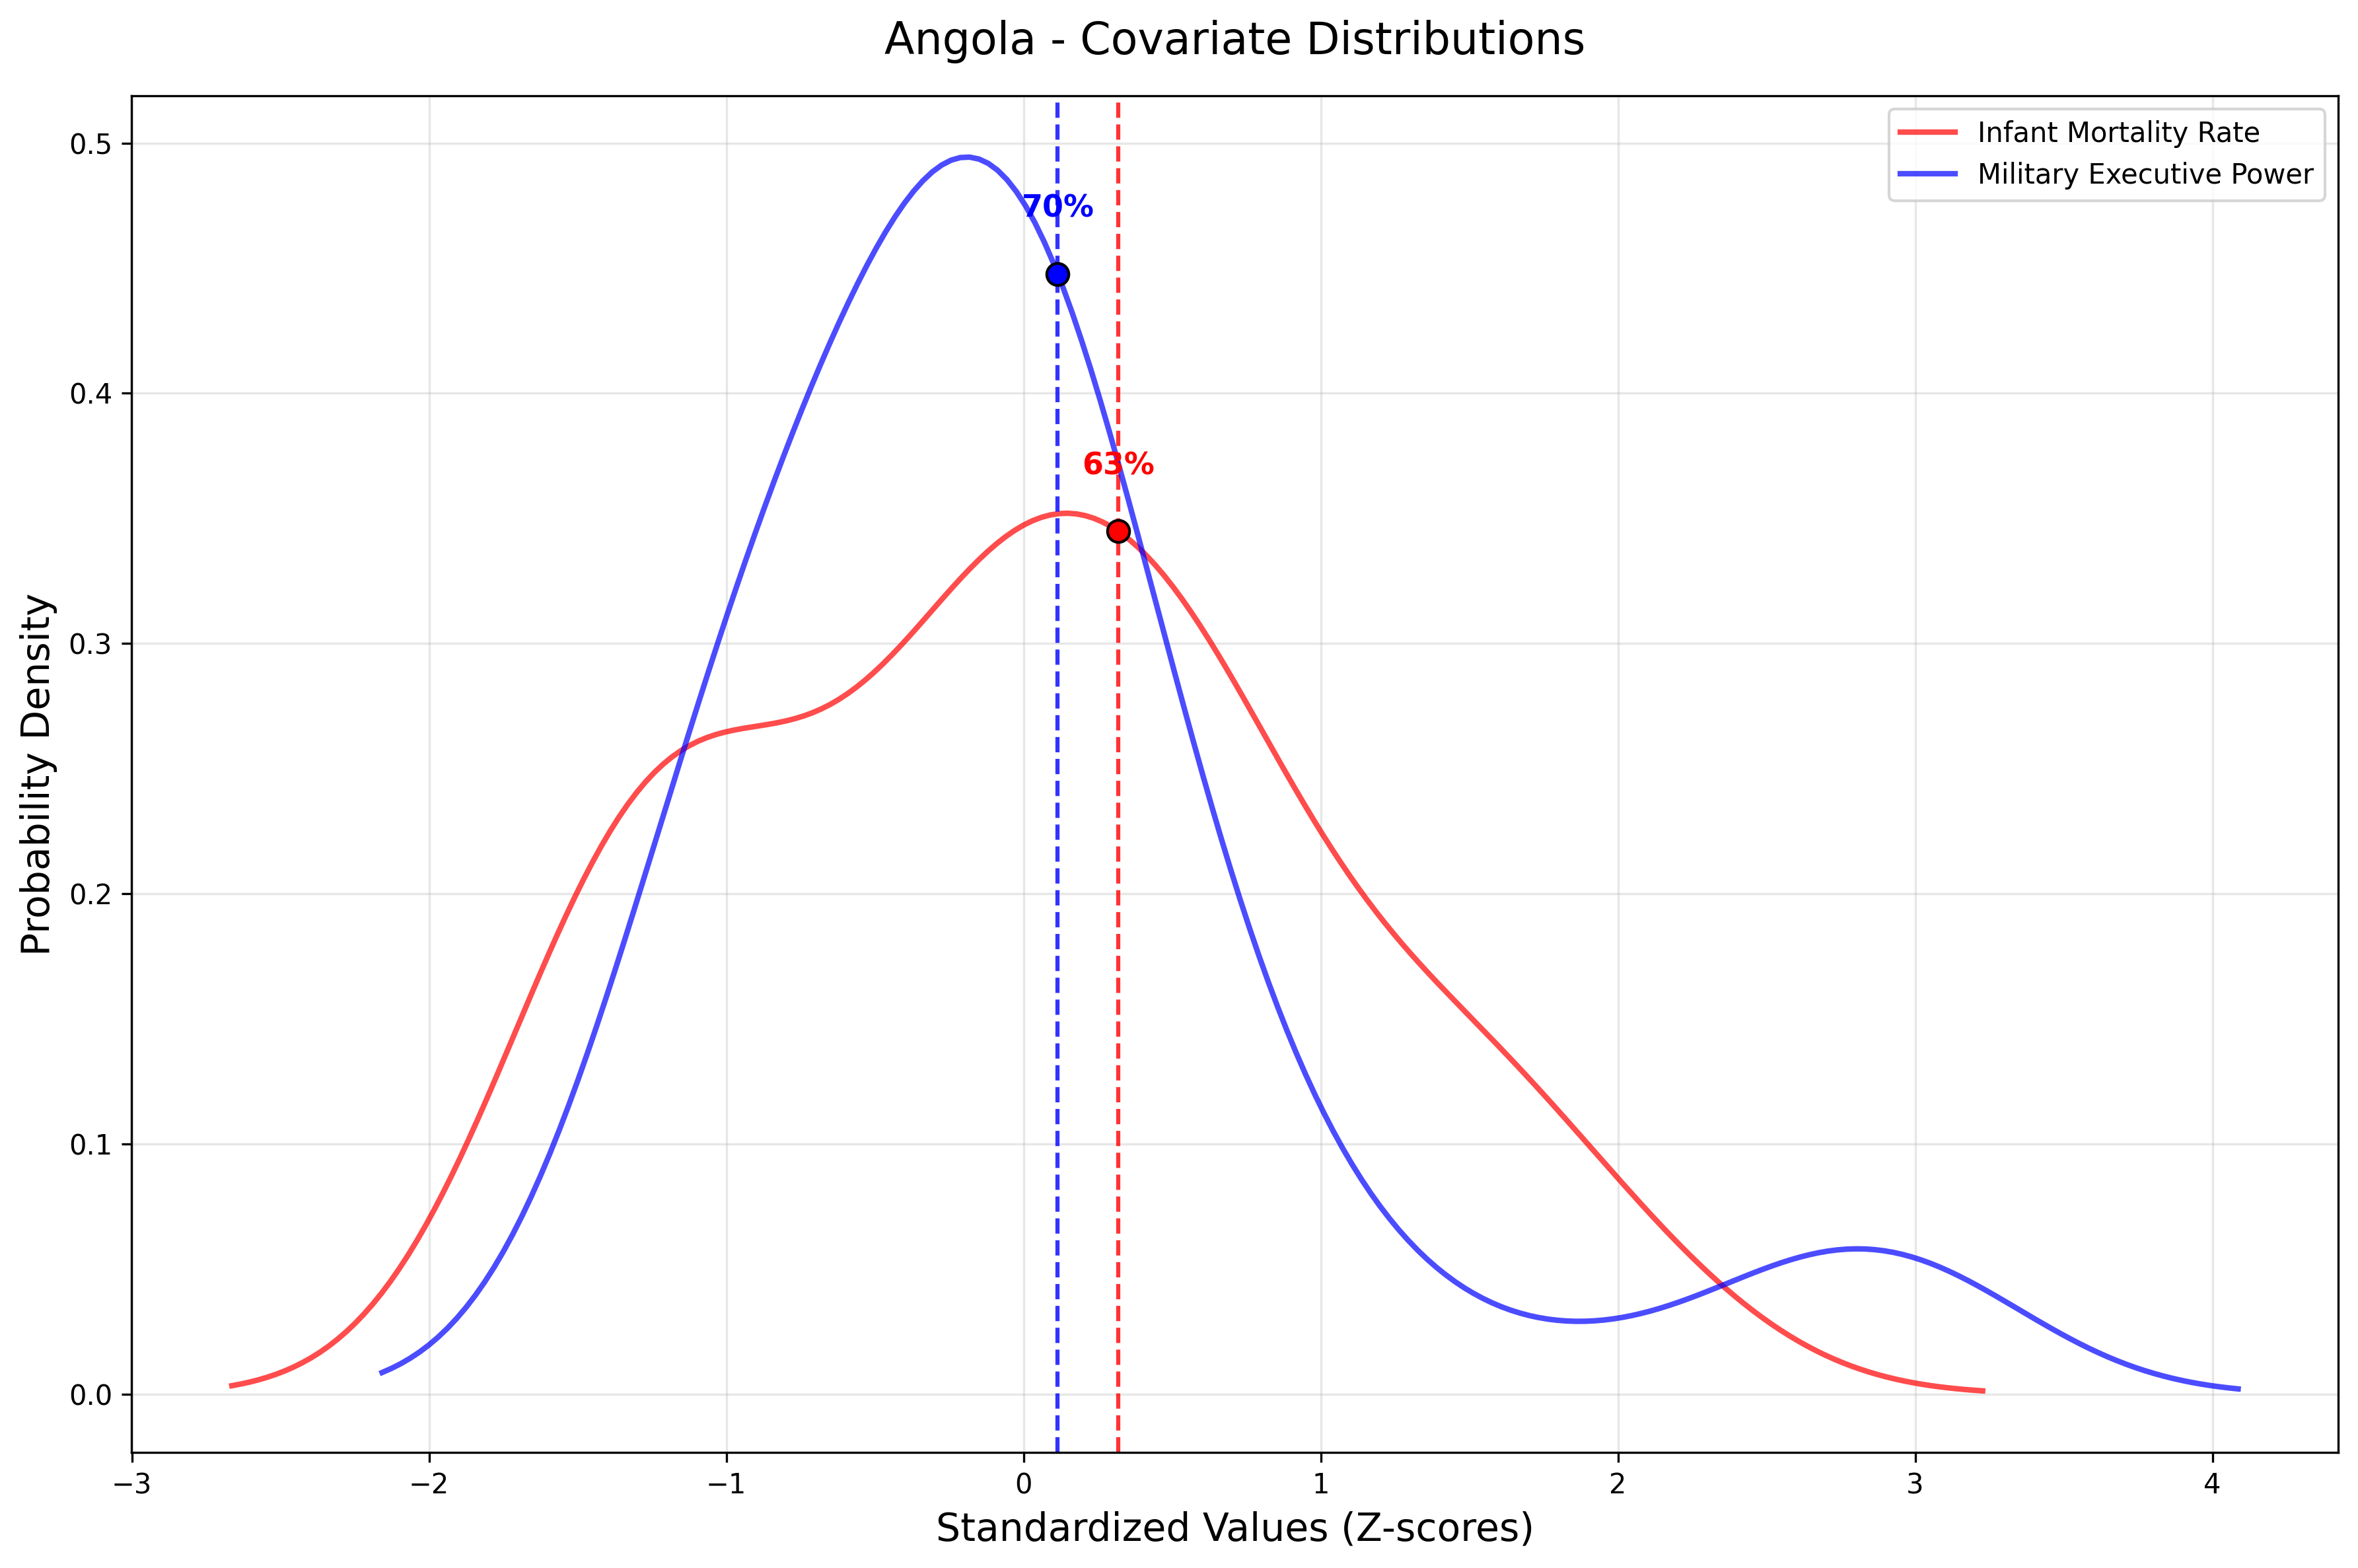 Angola - Covariate Distributions
Infant Mortality Rate
Military Executive Power
70%
63%
Probability Density
0.5
0.4
0.3
0.2
0.1
0.0
−3 −2 −1 0 1 2 3 4
Standardized Values (Z-scores)